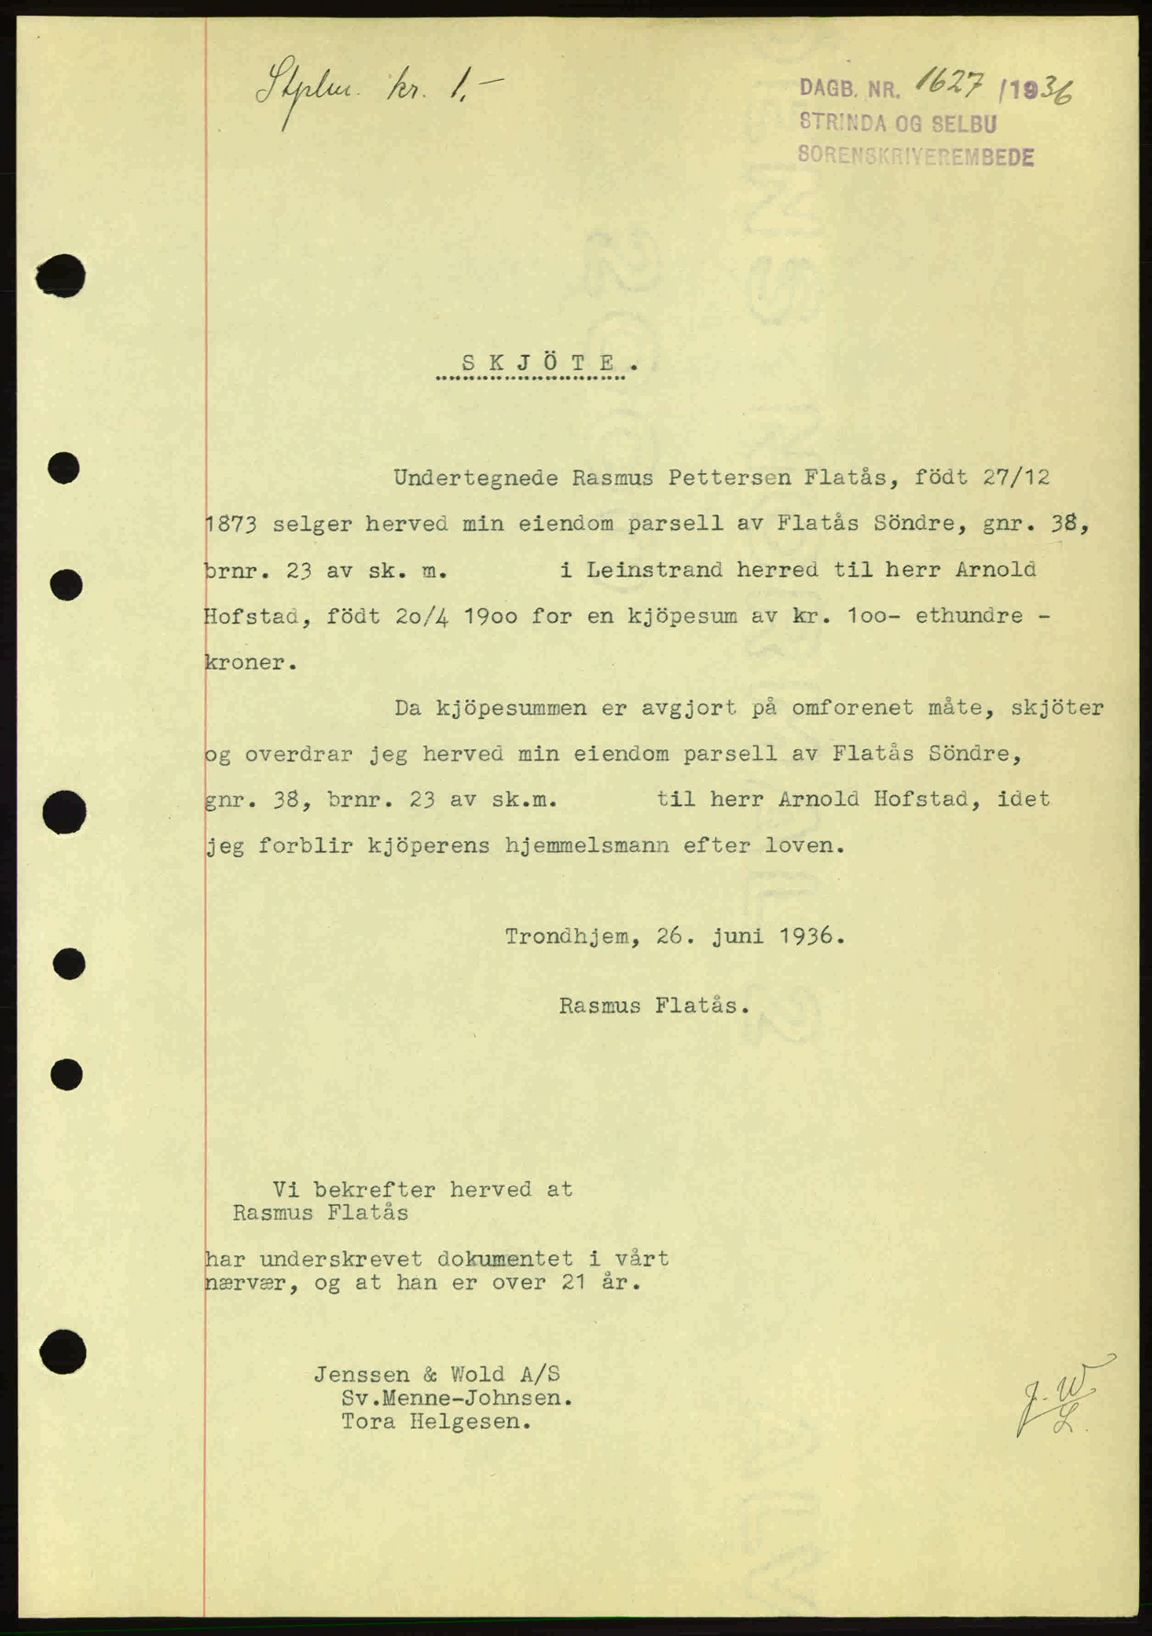 Stplm. kr. 1,-
DAGB. NR. 1627 /1936
STRINDA OG SELBU
SORENSKRIVEREMBEDE
SKJÖTE.
Undertegnede Rasmus Pettersen Flatås, födt 27/12
1873 selger herved min eiendom parsell av Flatås Söndre, gnr. 38,
brnr. 23 av sk. m. i Leinstrand herred til herr Arnold
Hofstad, födt 2o/4 19oo for en kjöpesum av kr. 1oo- ethundre -
kroner.
Da kjöpesummen er avgjort på omforenet måte, skjöter
og overdrar jeg herved min eiendom parsell av Flatås Söndre,
gnr. 38, brnr. 23 av sk.m. til herr Arnold Hofstad, idet
jeg forblir kjöperens hjemmelsmann efter loven.
Trondhjem, 26. juni 1936.
Rasmus Flatås.
Vi bekrefter herved at
Rasmus Flatås
har underskrevet dokumentet i vårt
nærvær, og at han er over 21 år.
Jenssen & Wold A/S
Sv.Menne-Johnsen.
Tora Helgesen.
J. W
L.